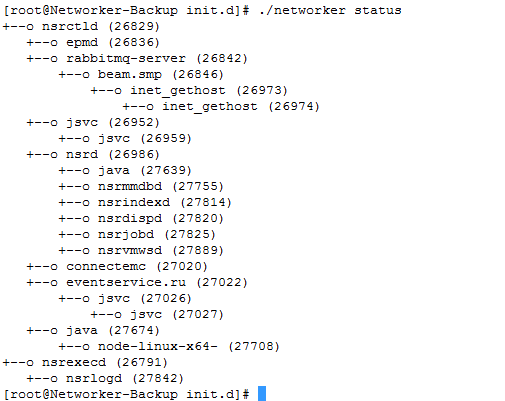 [root@Networker-Backup init.d]# ./networker status
+--o nsrctld (26829)
   +--o epmd (26836)
   +--o rabbitmq-server (26842)
      +--o beam.smp (26846)
         +--o inet_gethost (26973)
            +--o inet_gethost (26974)
   +--o jsvc (26952)
      +--o jsvc (26959)
   +--o nsrd (26986)
      +--o java (27639)
      +--o nsrmmdbd (27755)
      +--o nsrindexd (27814)
      +--o nsrdispd (27820)
      +--o nsrjobd (27825)
      +--o nsrvmwsd (27889)
   +--o connectemc (27020)
   +--o eventservice.ru (27022)
      +--o jsvc (27026)
         +--o jsvc (27027)
   +--o java (27674)
      +--o node-linux-x64- (27708)
+--o nsrexecd (26791)
   +--o nsrlogd (27842)
[root@Networker-Backup init.d]#